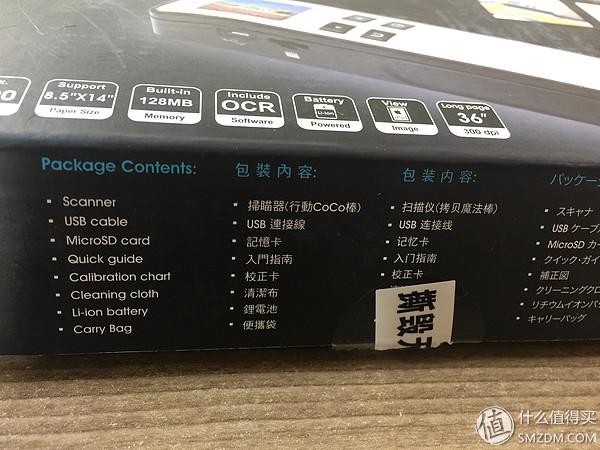 Support
8.5"X14"
Paper Size
Built-In
128MB
Memory
Include
OCR
Software
Battery
Li-ion
Powered
View
Image
Long page
36"
300 dpi
Package Contents:
Scanner
USB cable
MicroSD card
Quick guide
Calibration chart
Cleaning cloth
Li-ion battery
Carry Bag
包裝內容:
掃瞄器(行動CoCo棒)
USB 連接線
記憶卡
入門指南
校正卡
清潔布
鋰電池
便攜袋
包装内容:
扫描仪(拷贝魔法棒)
USB 连接线
记忆卡
入门指南
校正卡
撕毁
パッケー
スキャナ
USB ケーブ
MicroSD カー
クイック・ガイ
補正図
クリーニングクロ
リチウムイオンバッ
キャリーバッグ
值 什么值得买
SMZDM.COM